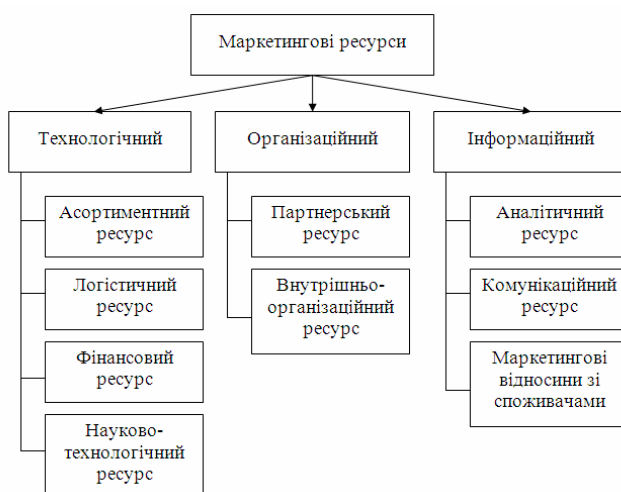 Маркетингові ресурси
Технологічний
Організаційний
Інформаційний
Асортиментний
ресурс
Логістичний
ресурс
Фінансовий
ресурс
Науково-
технологічний
ресурс
Партнерський
ресурс
Внутрішньо-
організаційний
ресурс
Аналітичний
ресурс
Комунікаційний
ресурс
Маркетингові
відносини зі
споживачами